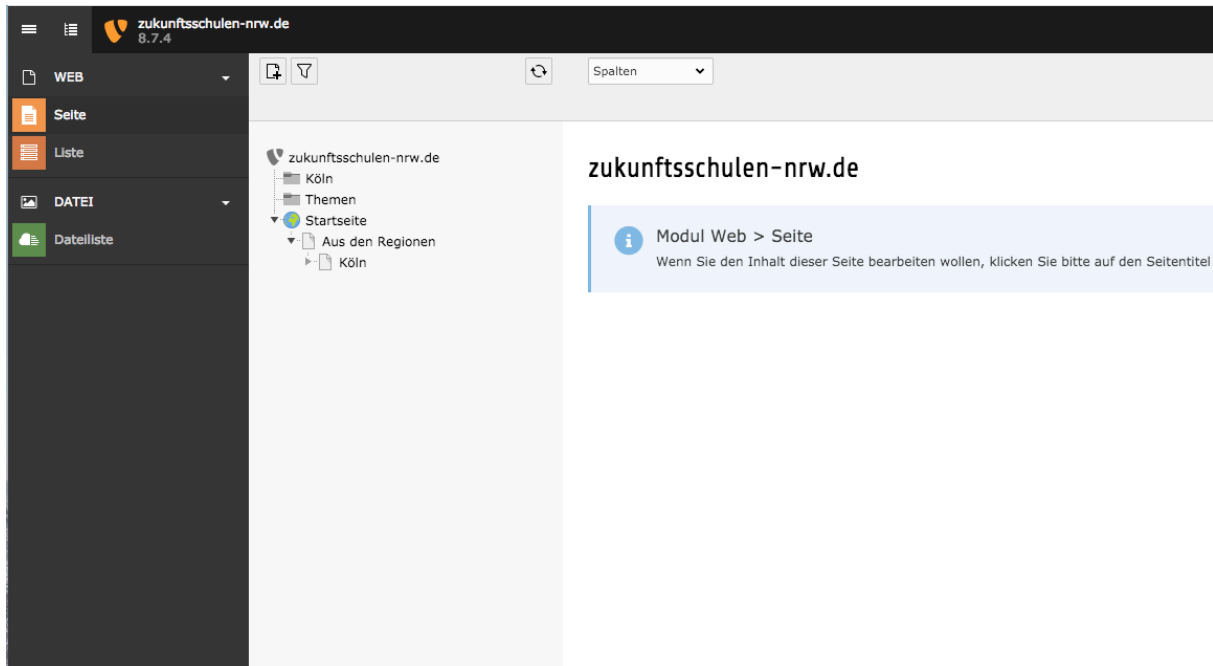 zukunftsschulen-nrw.de
8.7.4
WEB
Seite
Liste
DATEI
Dateiliste
Spalten
zukunftsschulen-nrw.de
Köln
Themen
Startseite
Aus den Regionen
Köln
zukunftsschulen-nrw.de
Modul Web > Seite
Wenn Sie den Inhalt dieser Seite bearbeiten wollen, klicken Sie bitte auf den Seitentitel